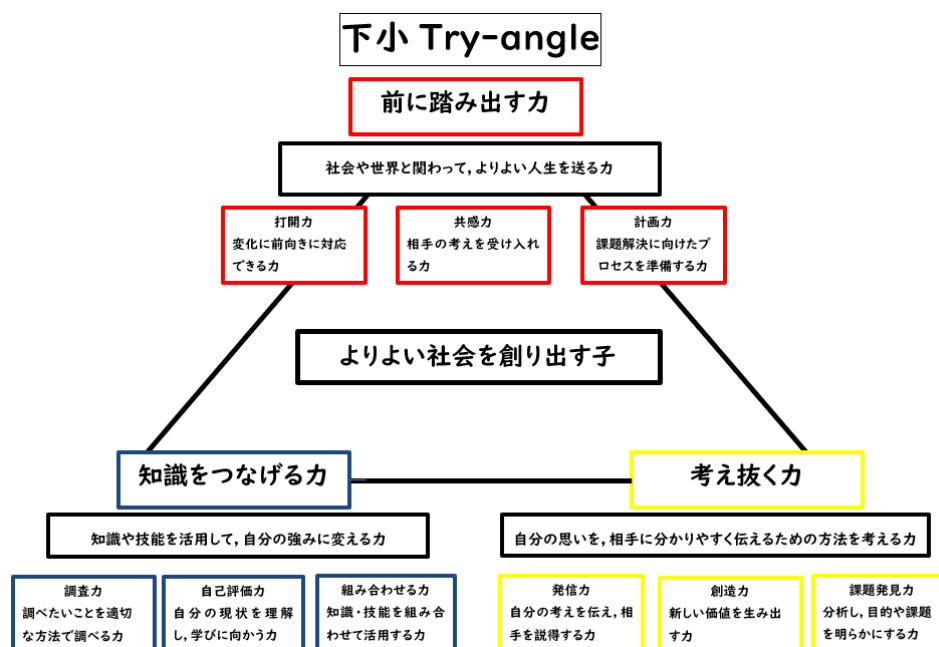 下小 Try-angle
前に踏み出す力
社会や世界と関わって，よりよい人生を送る力
打開力
変化に前向きに対応
できる力
共感力
相手の考えを受け入れ
る力
計画力
課題解決に向けたプ
ロセスを準備する力
よりよい社会を創り出す子
知識をつなげる力
知識や技能を活用して，自分の強みに変える力
調査力
調べたいことを適切
な方法で調べる力
自己評価力
自分の現状を理解
し，学びに向かう力
組み合わせる力
知識・技能を組み合
わせて活用する力
考え抜く力
自分の思いを，相手に分かりやすく伝えるための方法を考える力
発信力
自分の考えを伝え，相
手を説得する力
創造力
新しい価値を生み出
す力
課題発見力
分析し，目的や課題
を明らかにする力